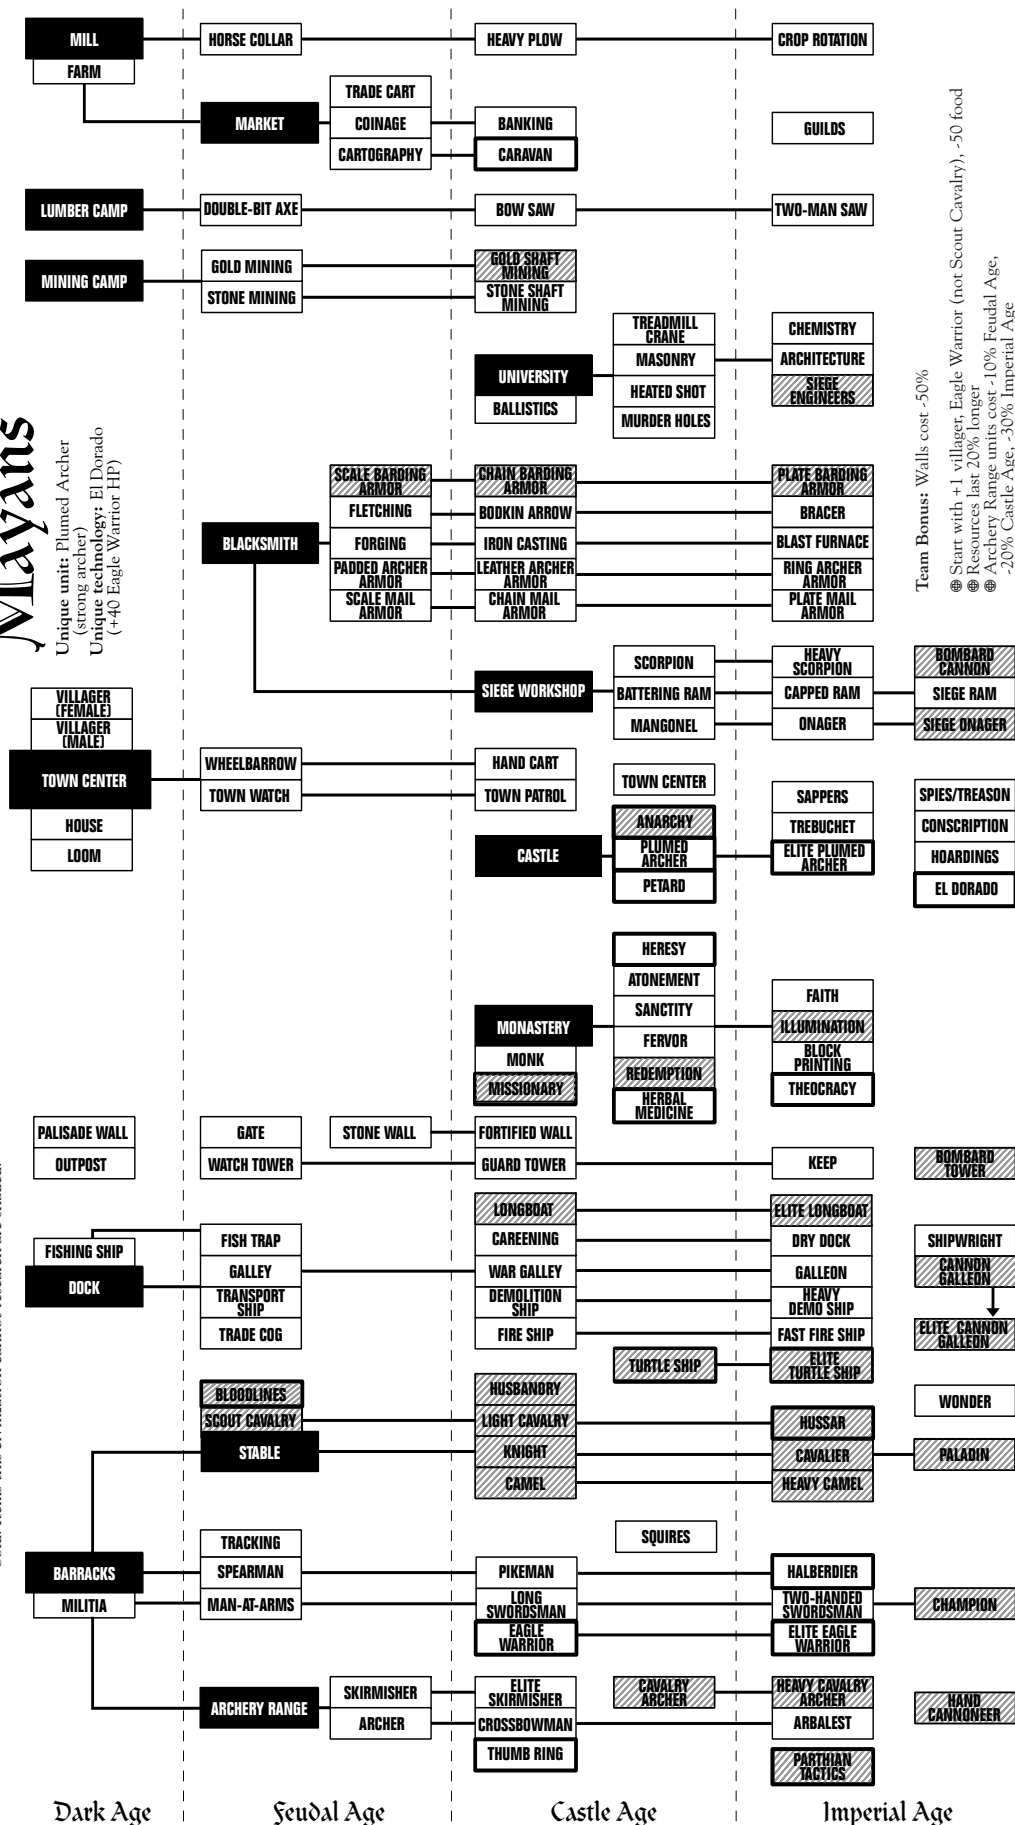 MILL
FARM
HORSE COLLAR
HEAVY PLOW
CROP ROTATION
MARKET
TRADE CART
COINAGE
CARTOGRAPHY
BANKING
CARAVAN
GUILDS
LUMBER CAMP
DOUBLE-BIT AXE
BOW SAW
TWO-MAN SAW
MINING CAMP
GOLD MINING
STONE MINING
GOLD SHAFT
MINING
STONE SHAFT
MINING
UNIVERSITY
BALLISTICS
TREADMILL
CRANE
MASONRY
HEATED SHOT
MURDER HOLES
CHEMISTRY
ARCHITECTURE
SIEGE
ENGINEERS
Mayans
Unique unit: Plumed Archer
(strong archer)
Unique technology: El Dorado
(+40 Eagle Warrior HP)
Team Bonus: Walls cost -50%
Start with +1 villager, Eagle Warrior (not Scout Cavalry), -50 food
Resources last 20% longer
Archery Range units cost -10% Feudal Age,
-20% Castle Age, -30% Imperial Age
BLACKSMITH
SCALE BARDING
ARMOR
FLETCHING
FORGING
PADDED ARCHER
ARMOR
SCALE MAIL
ARMOR
CHAIN BARDING
ARMOR
BODKIN ARROW
IRON CASTING
LEATHER ARCHER
ARMOR
CHAIN MAIL
ARMOR
PLATE BARDING
ARMOR
BRACER
BLAST FURNACE
RING ARCHER
ARMOR
PLATE MAIL
ARMOR
SIEGE WORKSHOP
SCORPION
BATTERING RAM
MANGONEL
HEAVY
SCORPION
CAPPED RAM
ONAGER
BOMBARD
CANNON
SIEGE RAM
SIEGE ONAGER
VILLAGER
(FEMALE)
VILLAGER
(MALE)
TOWN CENTER
HOUSE
LOOM
WHEELBARROW
TOWN WATCH
HAND CART
TOWN PATROL
TOWN CENTER
CASTLE
ANARCHY
PLUMED
ARCHER
PETARD
SAPPERS
TREBUCHET
ELITE PLUMED
ARCHER
SPIES/TREASON
CONSCRIPTION
HOARDINGS
EL DORADO
MONASTERY
MONK
MISSIONARY
HERESY
ATONEMENT
SANCTITY
FERVOR
REDEMPTION
HERBAL
MEDICINE
FAITH
ILLUMINATION
BLOCK
PRINTING
THEOCRACY
PALISADE WALL
OUTPOST
GATE
WATCH TOWER
STONE WALL
FORTIFIED WALL
GUARD TOWER
KEEP
BOMBARD
TOWER
FISHING SHIP
DOCK
FISH TRAP
GALLEY
TRANSPORT
SHIP
TRADE COG
LONGBOAT
CAREENING
WAR GALLEY
DEMOLITION
SHIP
FIRE SHIP
TURTLE SHIP
ELITE LONGBOAT
DRY DOCK
GALLEON
HEAVY
DEMO SHIP
FAST FIRE SHIP
ELITE
TURTLE SHIP
SHIPWRIGHT
CANNON
GALLEON
ELITE CANNON
GALLEON
WONDER
BLOODLINES
SCOUT CAVALRY
STABLE
HUSBANDRY
LIGHT CAVALRY
KNIGHT
CAMEL
HUSSAR
CAVALIER
HEAVY CAMEL
PALADIN
BARRACKS
MILITIA
TRACKING
SPEARMAN
MAN-AT-ARMS
SQUIRES
PIKEMAN
LONG
SWORDSMAN
EAGLE
WARRIOR
HALBERDIER
TWO-HANDED
SWORDSMAN
ELITE EAGLE
WARRIOR
CHAMPION
ARCHERY RANGE
SKIRMISHER
ARCHER
ELITE
SKIRMISHER
CROSSBOWMAN
THUMB RING
CAVALRY
ARCHER
HEAVY CAVALRY
ARCHER
ARBALEST
PARTHIAN
TACTICS
HAND
CANNONEER
Dark Age
Feudal Age
Castle Age
Imperial Age